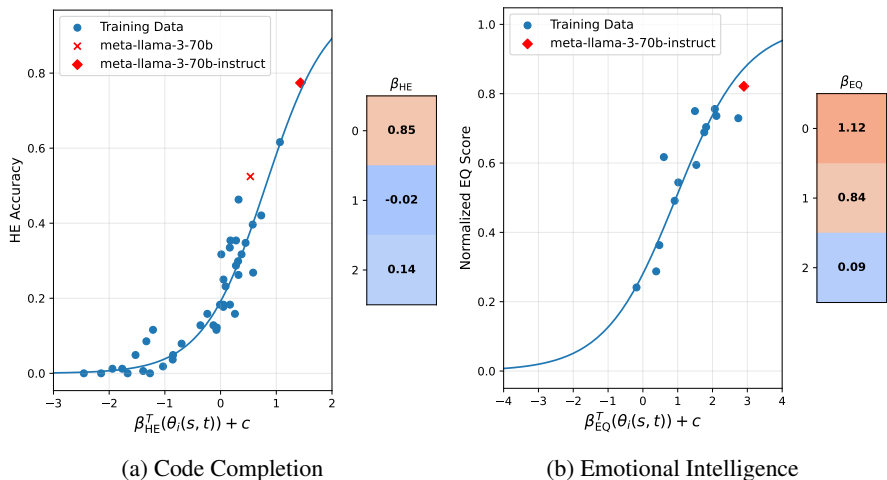 Training Data
meta-llama-3-70b
meta-llama-3-70b-instruct
HE Accuracy
0.8
0.6
0.4
0.2
0.0
−3 −2 −1 0 1 2
β_HE^T(θ_i(s, t)) + c
β_HE
0 0.85
1 -0.02
2 0.14
(a) Code Completion
Training Data
meta-llama-3-70b-instruct
Normalized EQ Score
1.0
0.8
0.6
0.4
0.2
0.0
−4 −3 −2 −1 0 1 2 3 4
β_EQ^T(θ_i(s, t)) + c
β_EQ
0 1.12
1 0.84
2 0.09
(b) Emotional Intelligence